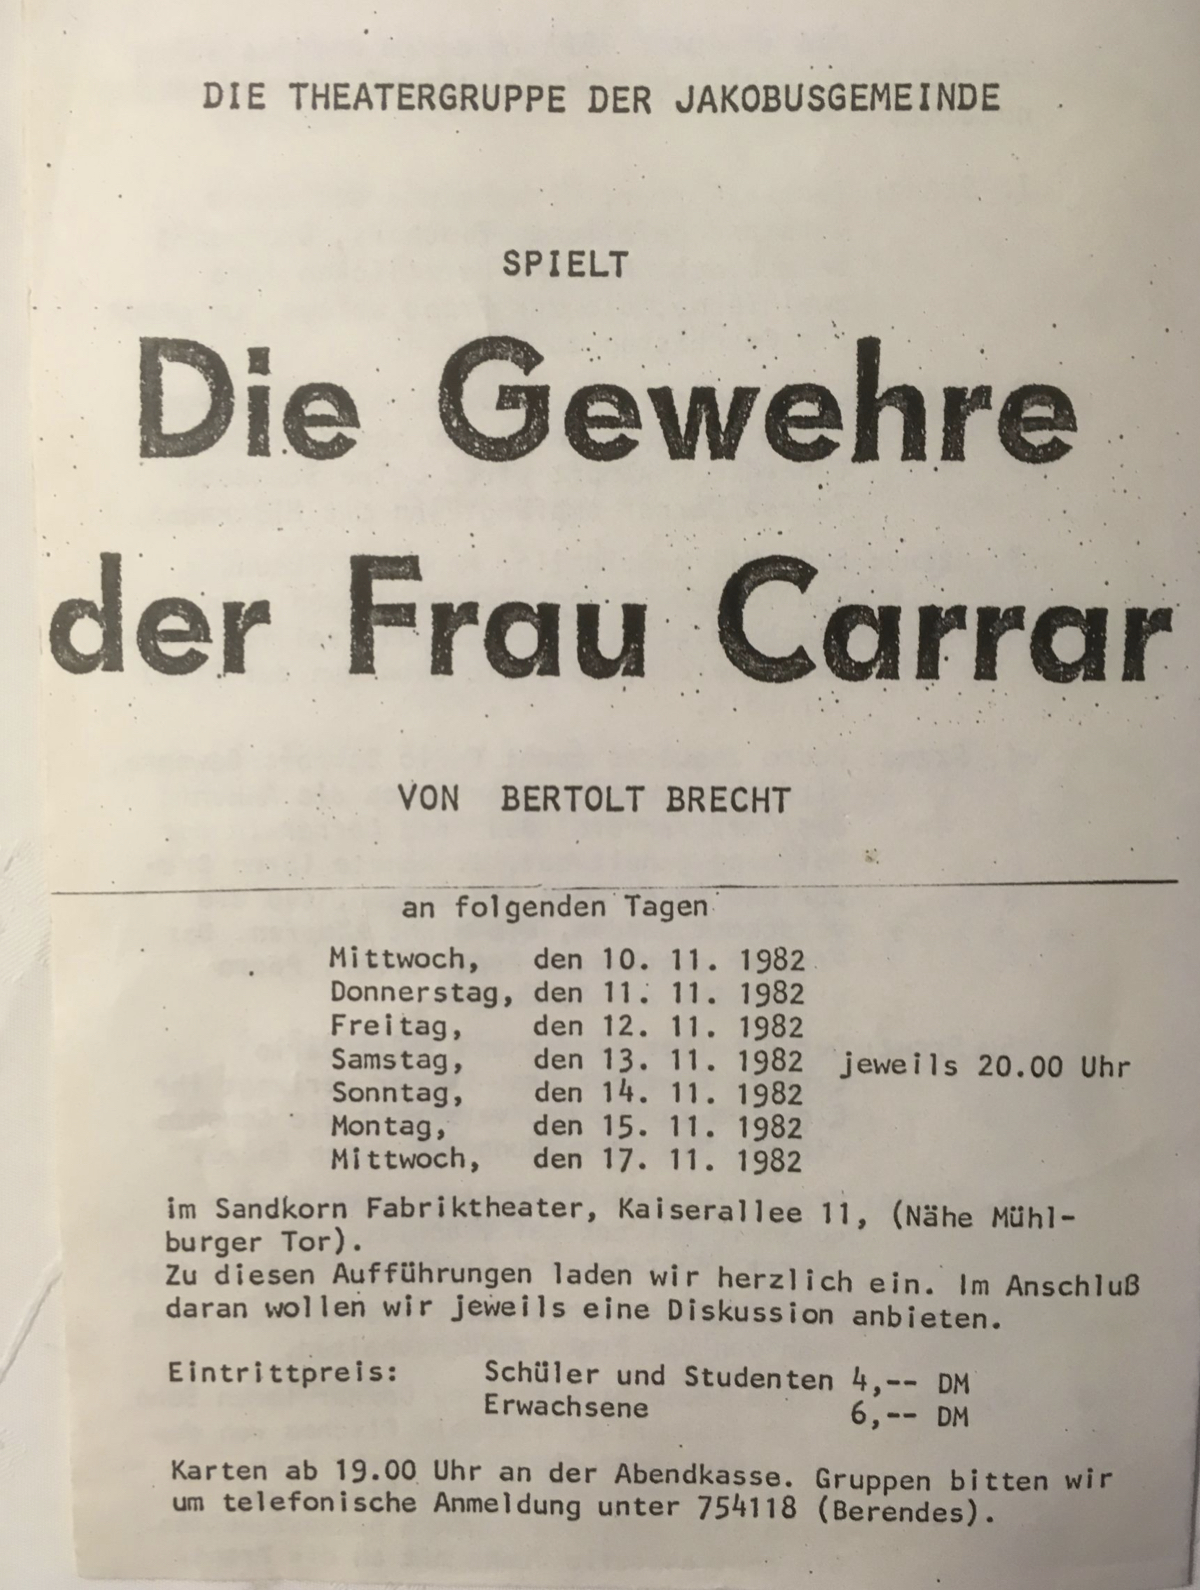 DIE THEATERGRUPPE DER JAKOBUSGEMEINDE
SPIELT
Die Gewehre
der Frau Carrar
VON BERTOLT BRECHT
an folgenden Tagen
Mittwoch, den 10. 11. 1982
Donnerstag, den 11. 11. 1982
Freitag, den 12. 11. 1982
Samstag, den 13. 11. 1982 jeweils 20.00 Uhr
Sonntag, den 14. 11. 1982
Montag, den 15. 11. 1982
Mittwoch, den 17. 11. 1982
im Sandkorn Fabriktheater, Kaiserallee 11, (Nähe Mühl-
burger Tor).
Zu diesen Aufführungen laden wir herzlich ein. Im Anschluß
daran wollen wir jeweils eine Diskussion anbieten.
Eintrittpreis: Schüler und Studenten 4,-- DM
Erwachsene 6,-- DM
Karten ab 19.00 Uhr an der Abendkasse. Gruppen bitten wir
um telefonische Anmeldung unter 754118 (Berendes).